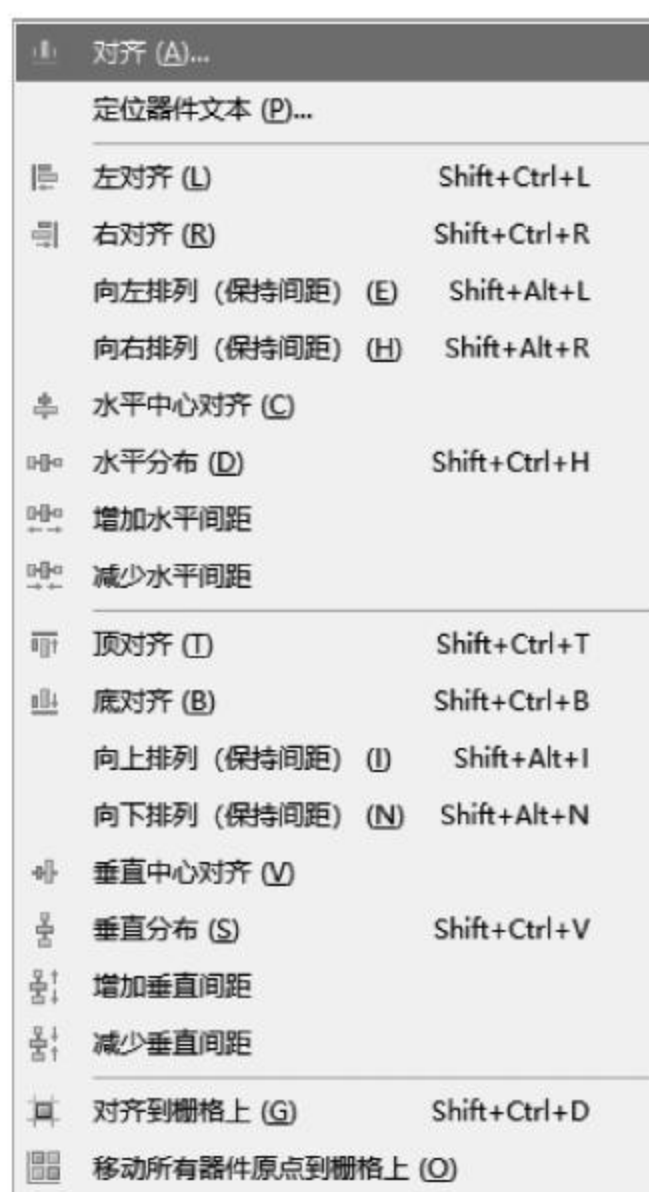 对齐 (A)...
定位器件文本 (P)...
左对齐 (L) Shift+Ctrl+L
右对齐 (R) Shift+Ctrl+R
向左排列（保持间距） (E) Shift+Alt+L
向右排列（保持间距） (H) Shift+Alt+R
水平中心对齐 (C)
水平分布 (D) Shift+Ctrl+H
增加水平间距
减少水平间距
顶对齐 (T) Shift+Ctrl+T
底对齐 (B) Shift+Ctrl+B
向上排列（保持间距） (I) Shift+Alt+I
向下排列（保持间距） (N) Shift+Alt+N
垂直中心对齐 (V)
垂直分布 (S) Shift+Ctrl+V
增加垂直间距
减少垂直间距
对齐到栅格上 (G) Shift+Ctrl+D
移动所有器件原点到栅格上 (O)